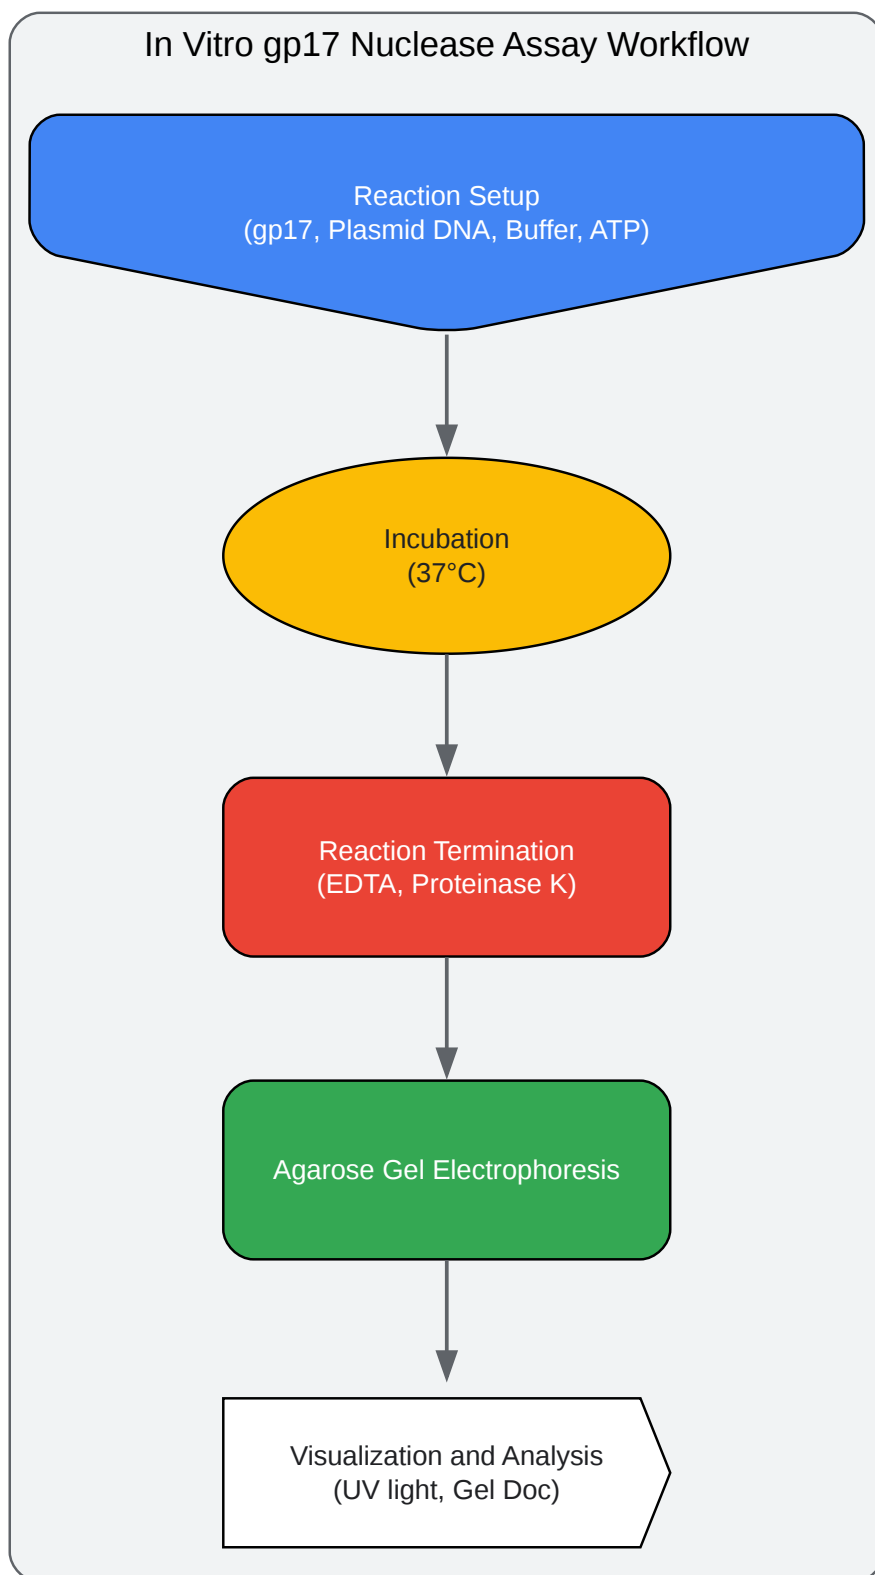 In Vitro gp17 Nuclease Assay Workflow
Reaction Setup
(gp17, Plasmid DNA, Buffer, ATP)
Incubation
(37°C)
Reaction Termination
(EDTA, Proteinase K)
Agarose Gel Electrophoresis
Visualization and Analysis
(UV light, Gel Doc)